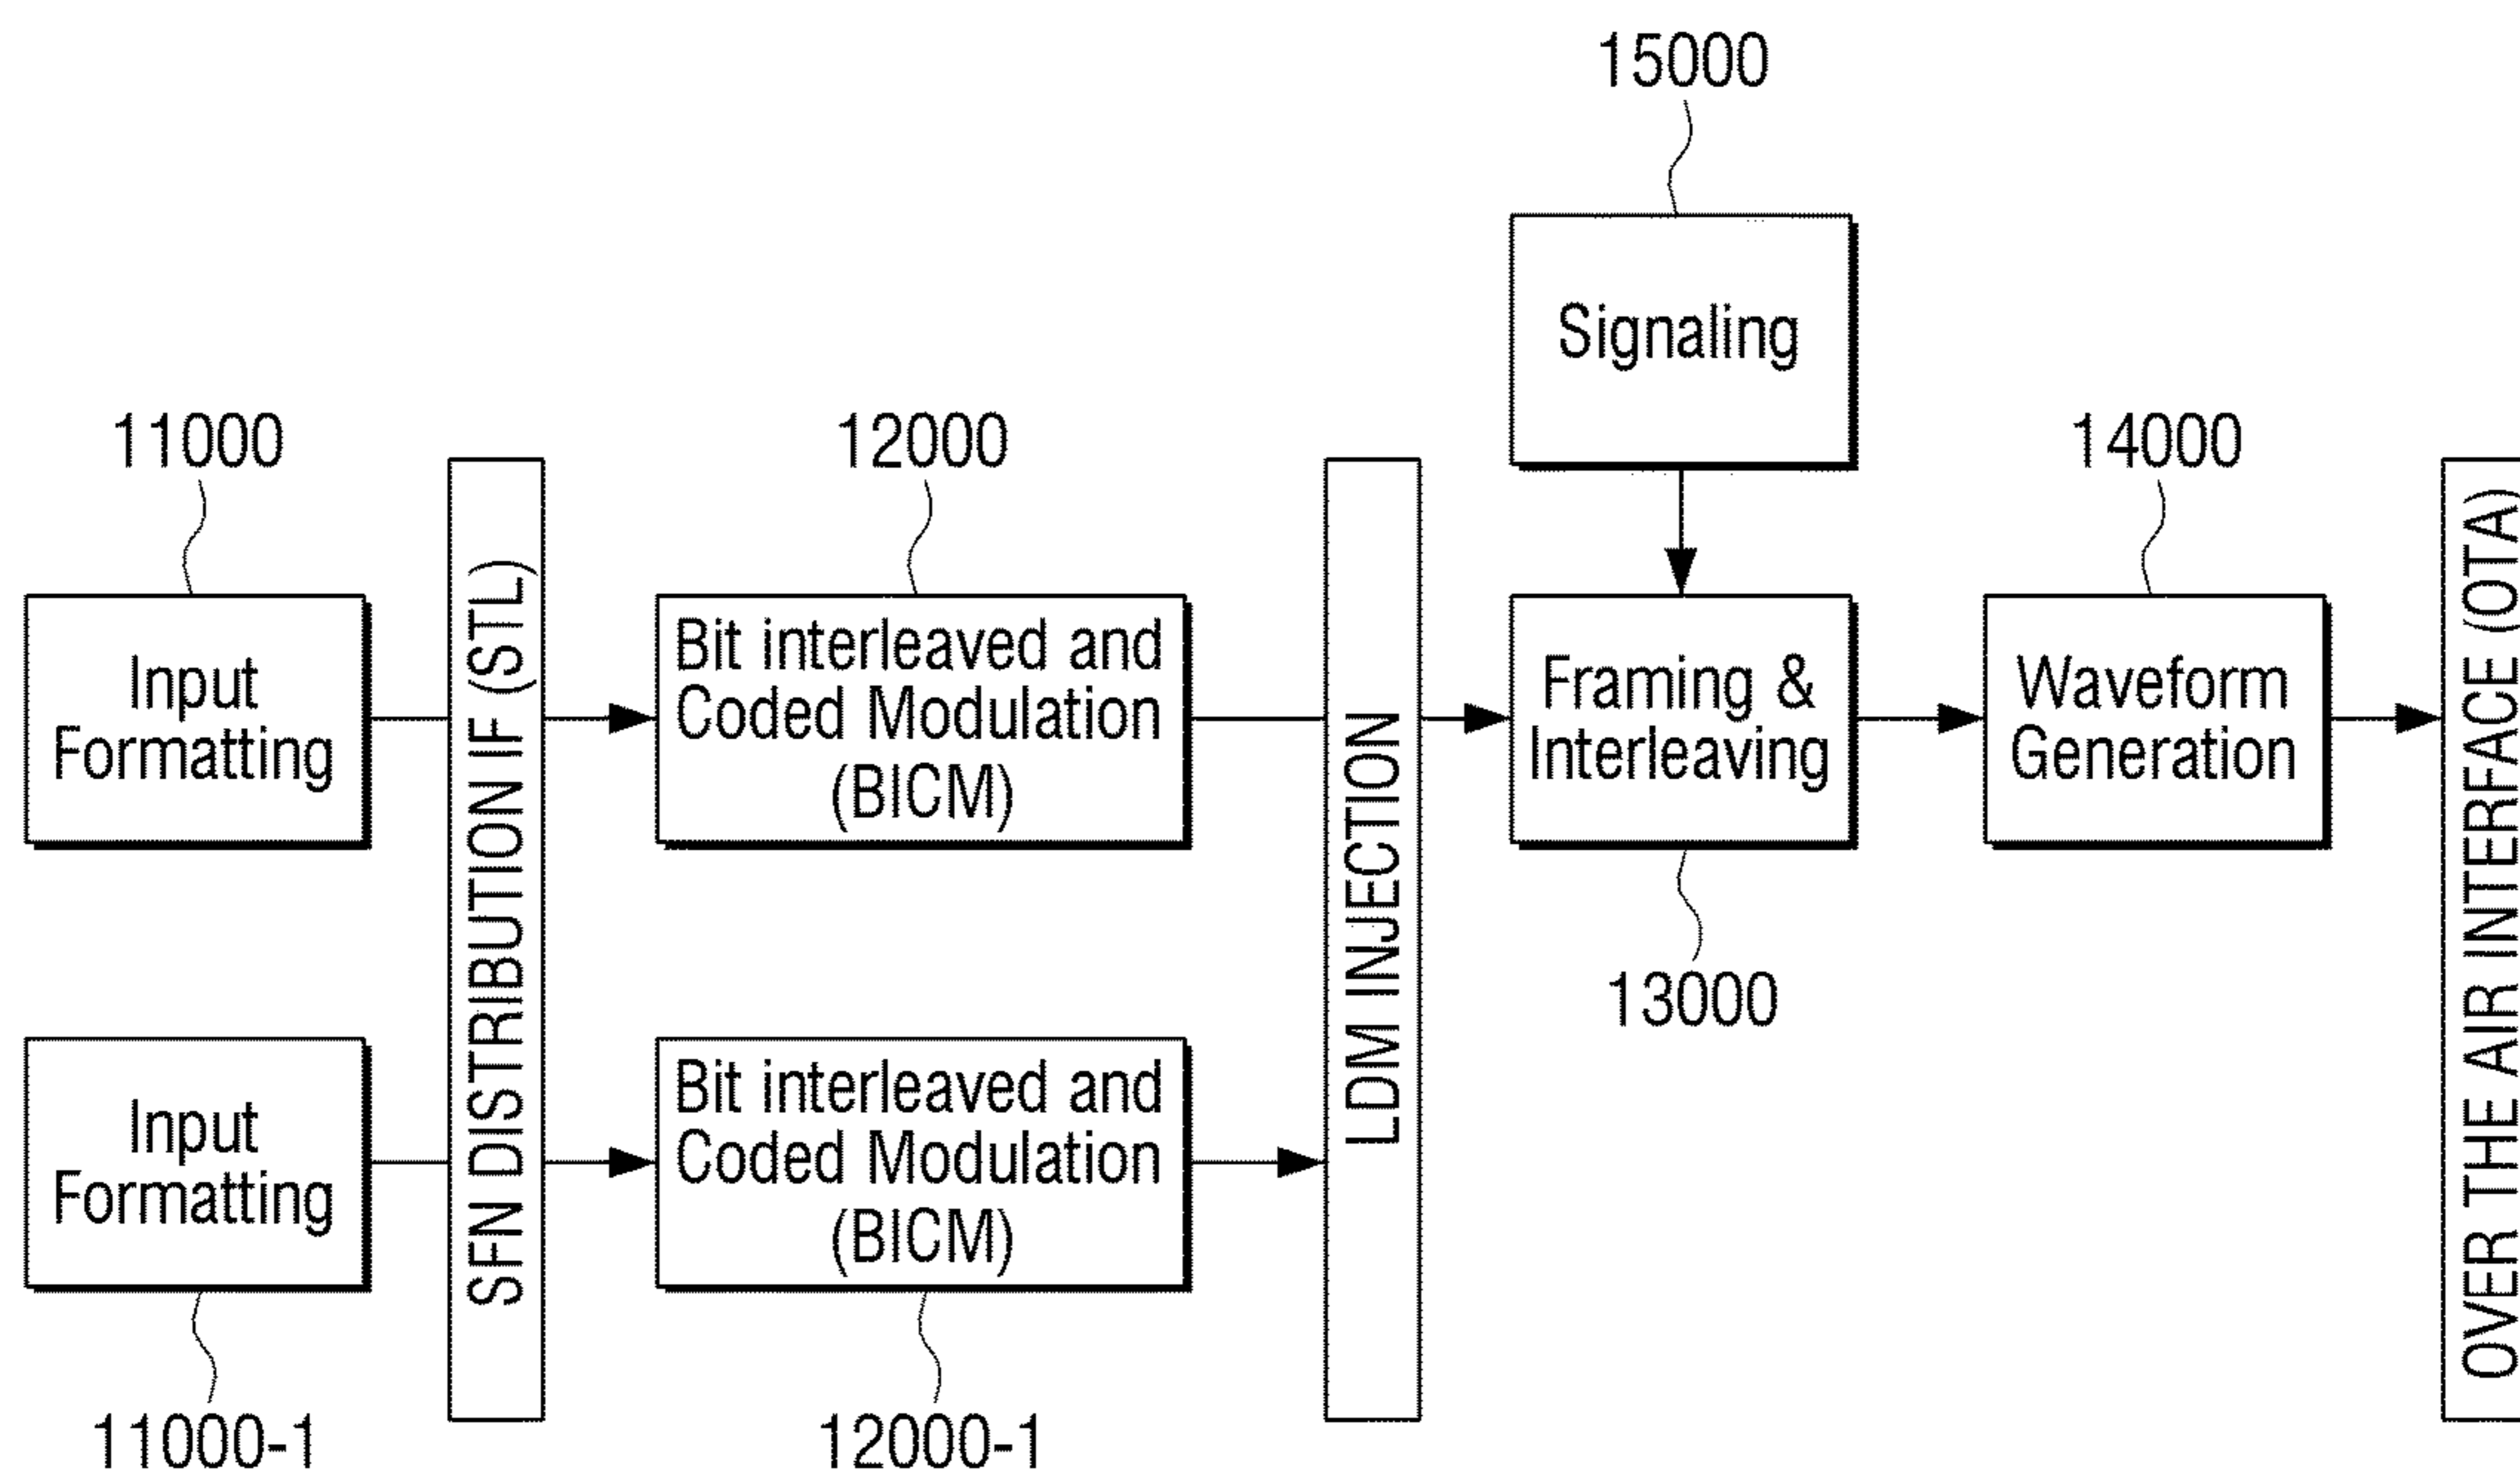 15000
Signaling
11000
12000
14000
Input
Formatting
SFN DISTRIBUTION IF (STL)
Bit interleaved and
Coded Modulation
(BICM)
LDM INJECTION
Framing &
Interleaving
Waveform
Generation
OVER THE AIR INTERFACE (OTA)
13000
Input
Formatting
Bit interleaved and
Coded Modulation
(BICM)
11000-1
12000-1